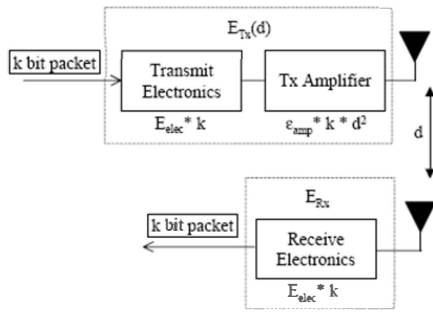 E_Tx(d)
k bit packet
Transmit
Electronics
Tx Amplifier
E_elec* k
ε_amp* k * d²
d
E_Rx
k bit packet
Receive
Electronics
E_elec* k